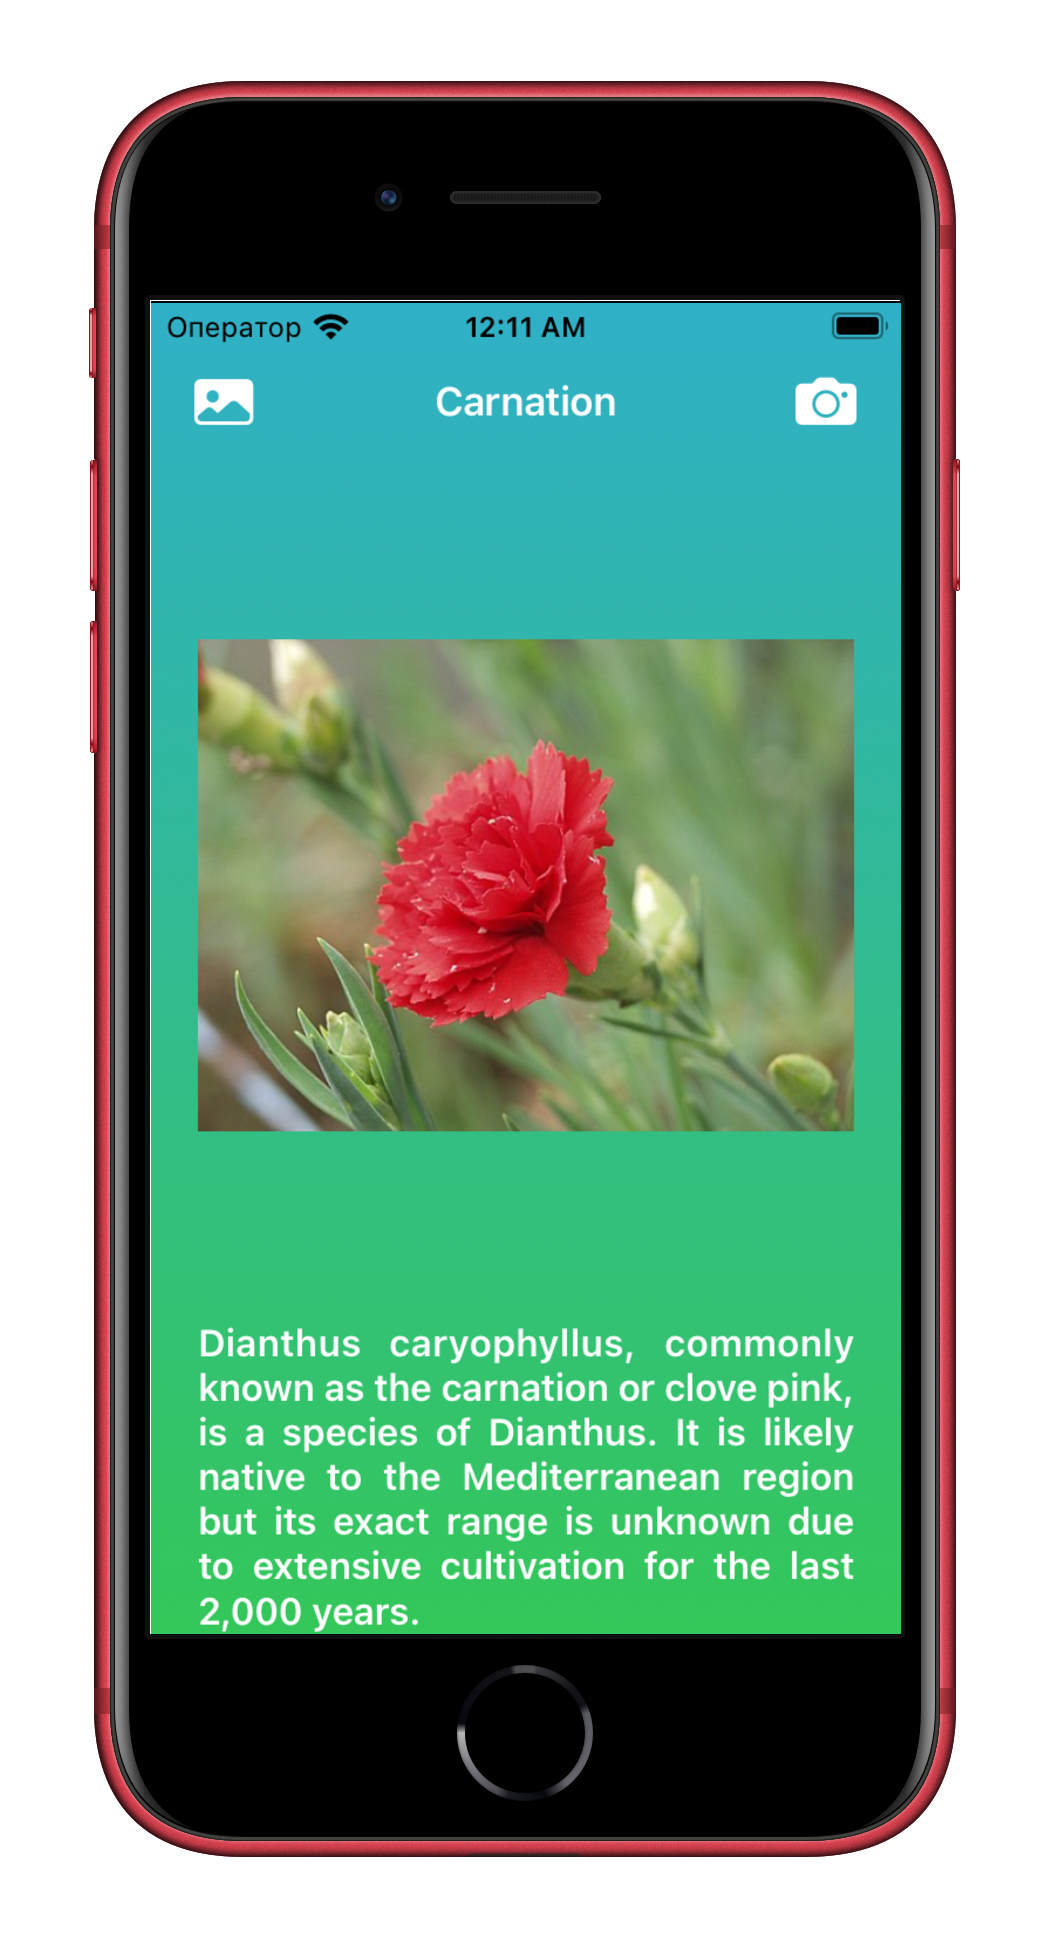 Оператор 12:11 AM
Carnation
Dianthus caryophyllus, commonly
known as the carnation or clove pink,
is a species of Dianthus. It is likely
native to the Mediterranean region
but its exact range is unknown due
to extensive cultivation for the last
2,000 years.